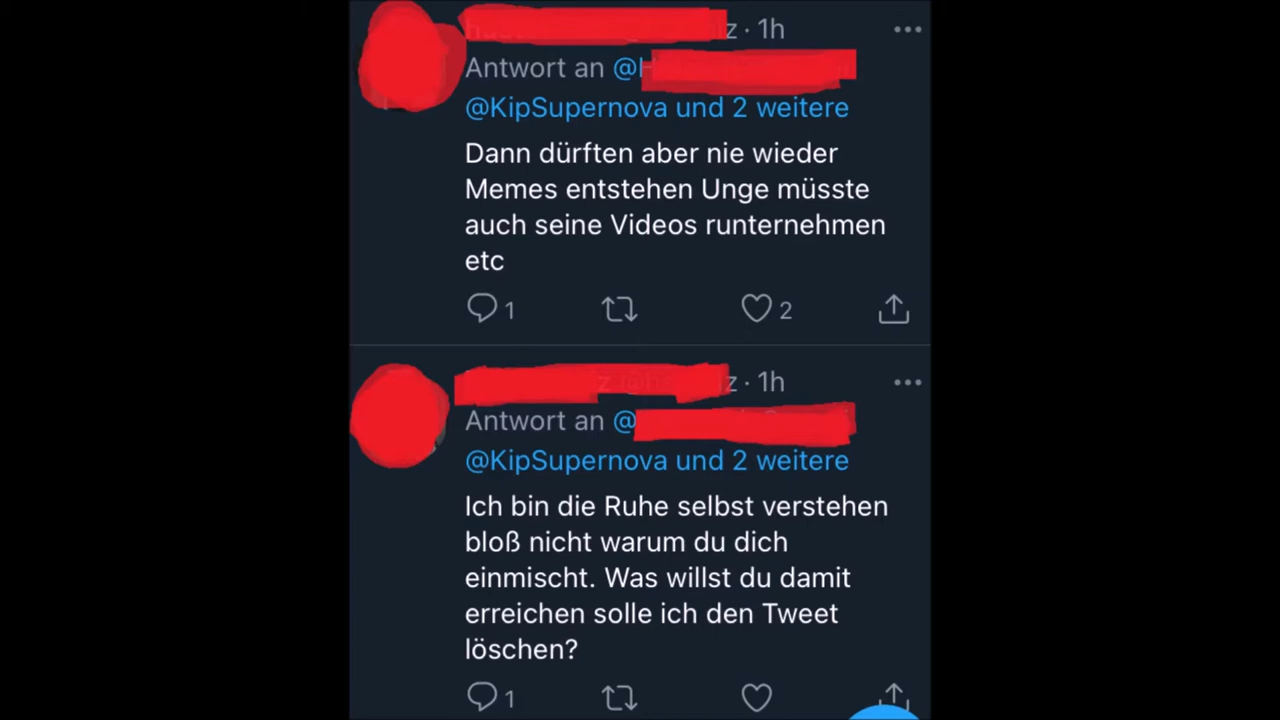 · 1h
Antwort an
@KipSupernova und 2 weitere
Dann dürften aber nie wieder
Memes entstehen Unge müsste
auch seine Videos runternehmen
etc
1 2
· 1h
Antwort an @
@KipSupernova und 2 weitere
Ich bin die Ruhe selbst verstehen
bloß nicht warum du dich
einmischt. Was willst du damit
erreichen solle ich den Tweet
löschen?
1